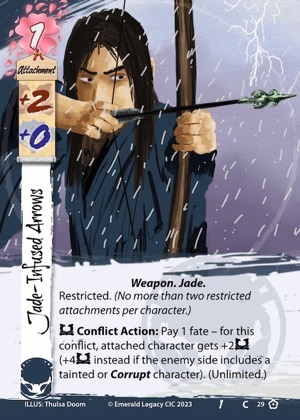 1
Attachment
+2
+0
Jade-Infused Arrows
Weapon. Jade.
Restricted. (No more than two restricted
attachments per character.)
Conflict Action: Pay 1 fate – for this
conflict, attached character gets +2
(+4 instead if the enemy side includes a
tainted or Corrupt character). (Unlimited.)
ILLUS: Thulsa Doom © Emerald Legacy CIC 2023 1 C 29